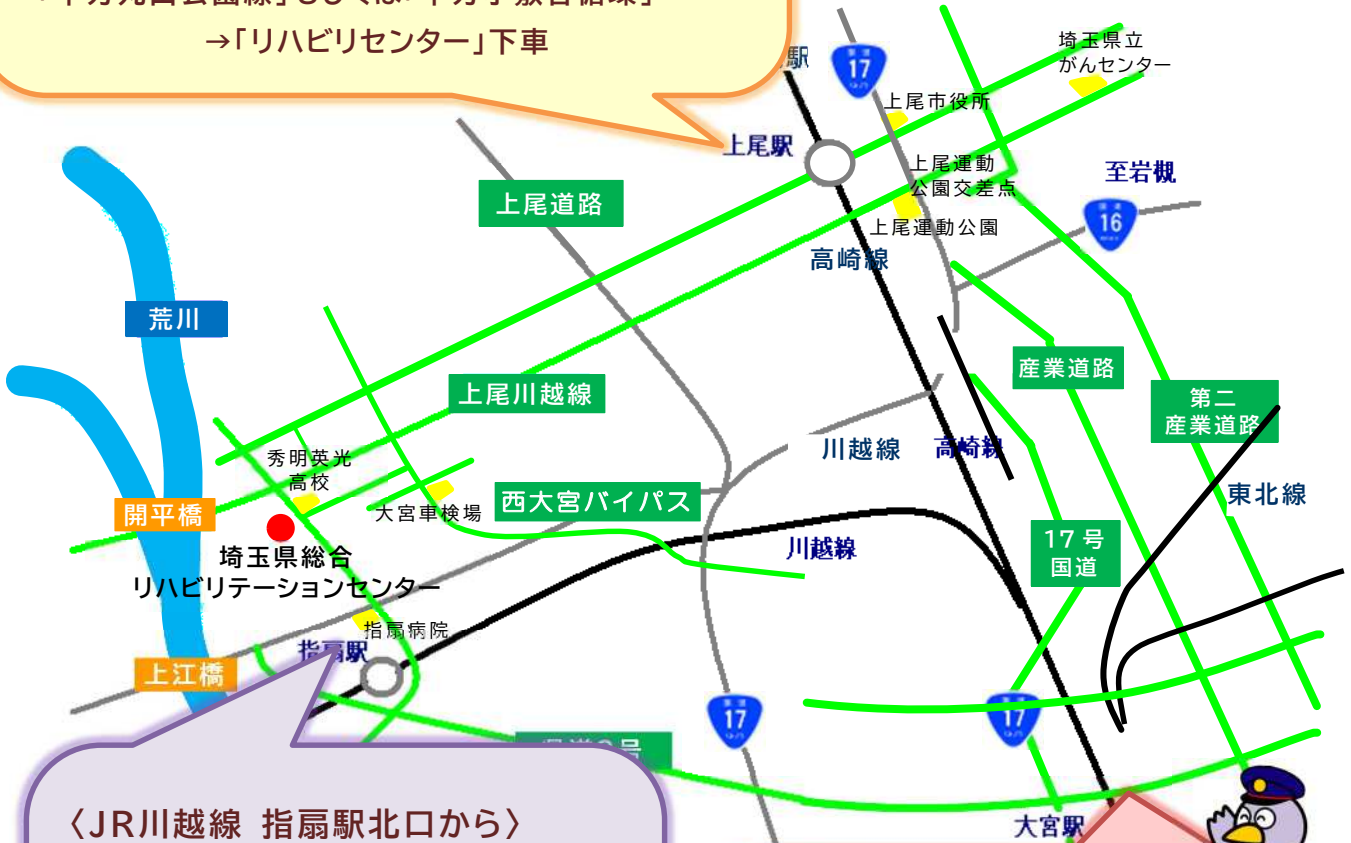 →「リハビリセンター」下車
駅
国道
17
埼玉県立
がんセンター
上尾市役所
上尾駅
上尾運動
公園交差点
至岩槻
上尾道路
国道
16
上尾運動公園
高崎線
荒川
産業道路
上尾川越線
第二
産業道路
川越線
高崎線
秀明英光
高校
東北線
開平橋
大宮車検場
西大宮バイパス
17号
国道
川越線
埼玉県総合
リハビリテーションセンター
指扇病院
指扇駅
上江橋
17
17
〈JR川越線 指扇駅北口から〉
大宮駅